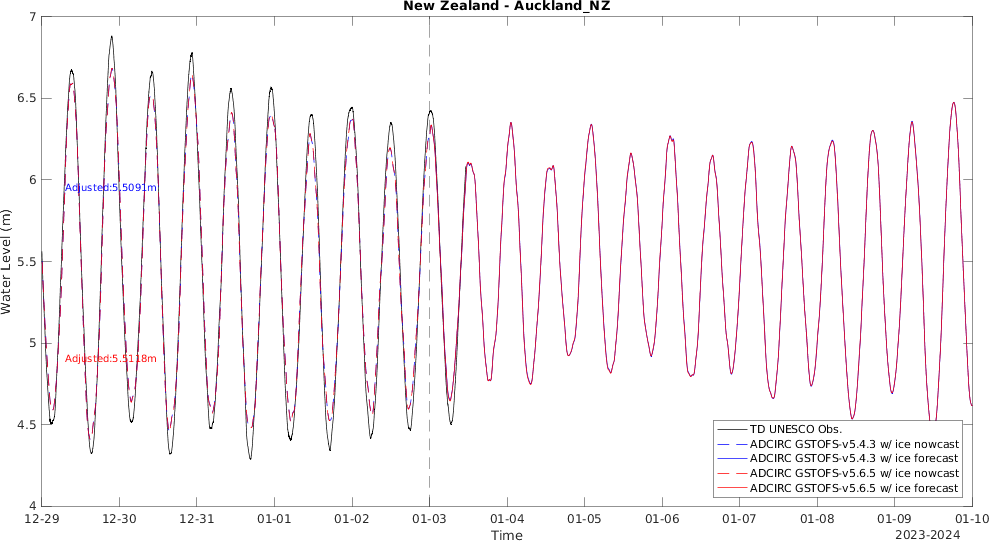 New Zealand - Auckland_NZ
7
6.5
6
5.5
5
4.5
4
Water Level (m)
Adjusted:5.5091m
Adjusted:5.5118m
TD UNESCO Obs.
ADCIRC GSTOFS-v5.4.3 w/ ice nowcast
ADCIRC GSTOFS-v5.4.3 w/ ice forecast
ADCIRC GSTOFS-v5.6.5 w/ ice nowcast
ADCIRC GSTOFS-v5.6.5 w/ ice forecast
12-29 12-30 12-31 01-01 01-02 01-03 01-04 01-05 01-06 01-07 01-08 01-09 01-10
Time
2023-2024